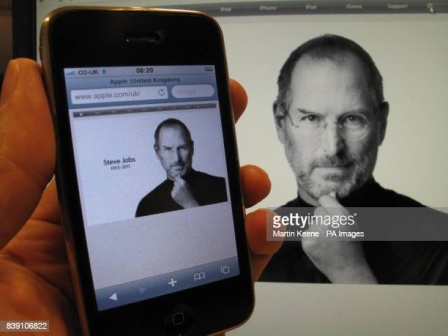 iPhone iPad iTunes Support
O2-UK 08:20
Apple (United Kingdom)
www.apple.com/uk/
Steve Jobs
1955-2011
gettyimages
Martin Keene - PA Images
839106822